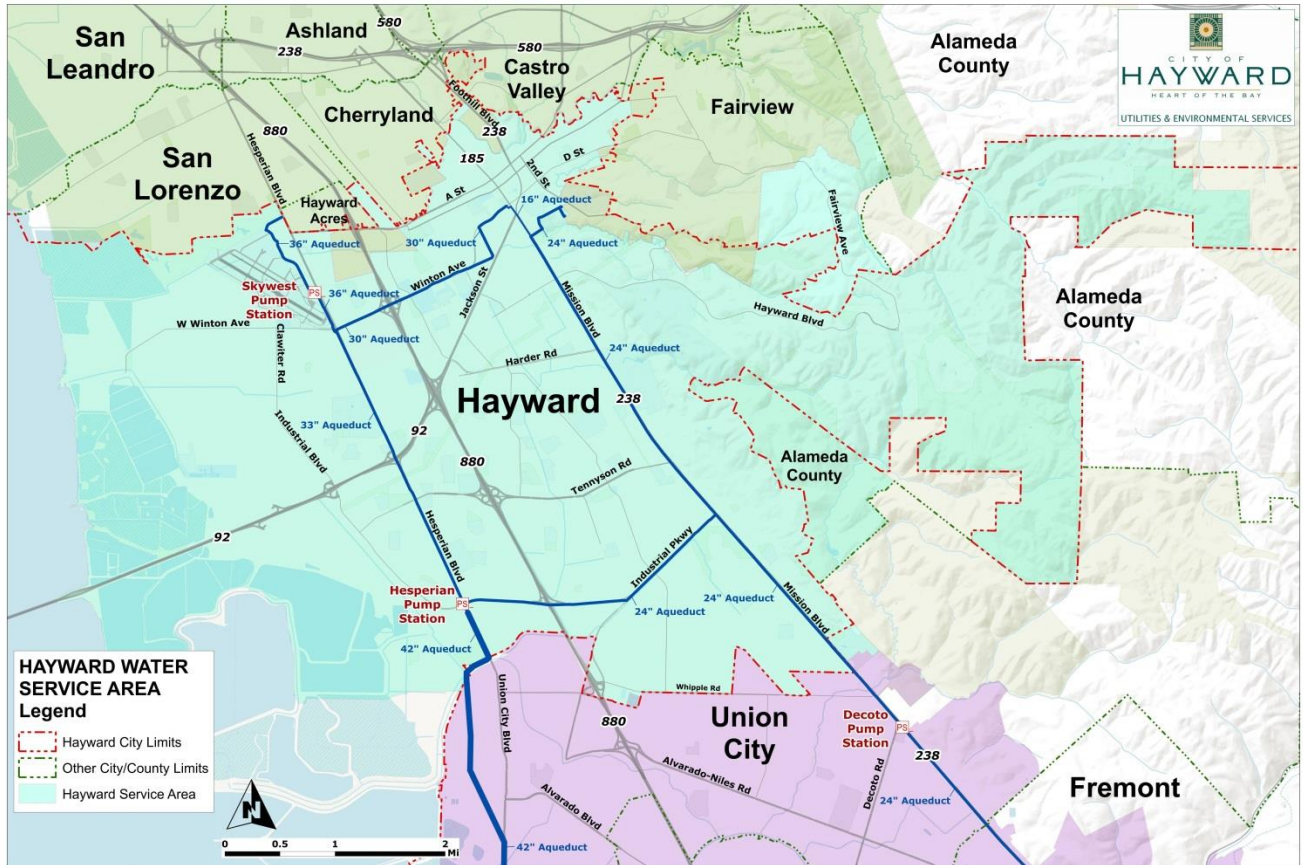 San
Leandro
Ashland
238
580
580
Castro
Valley
Alameda
County
CITY OF
HAYWARD
HEART OF THE BAY
UTILITIES & ENVIRONMENTAL SERVICES
Cherryland
Foothill Blvd
238
Fairview
880
Hesperian Blvd
185
2nd St
D St
San
Lorenzo
Hayward
Acres
A St
Fairview Ave
16" Aqueduct
36" Aqueduct
30" Aqueduct
24" Aqueduct
Skywest
Pump
Station
PS
36" Aqueduct
Winton Ave
Jackson St
Mission Blvd
Hayward Blvd
Alameda
County
W Winton Ave
30" Aqueduct
Clawiter Rd
Harder Rd
24" Aqueduct
Hayward
238
33" Aqueduct
92
Industrial Blvd
880
Tennyson Rd
Alameda
County
92
Hesperian Blvd
Industrial Pkwy
Hesperian
Pump
Station
PS
24" Aqueduct
24" Aqueduct
Mission Blvd
42" Aqueduct
HAYWARD WATER
SERVICE AREA
Legend
Hayward City Limits
Other City/County Limits
Hayward Service Area
Union City Blvd
Whipple Rd
880
Union
City
Decoto
Pump
Station
PS
238
Alvarado-Niles Rd
Decoto Rd
24" Aqueduct
Fremont
Alvarado Blvd
42" Aqueduct
N
0 0.5 1 2
Mi